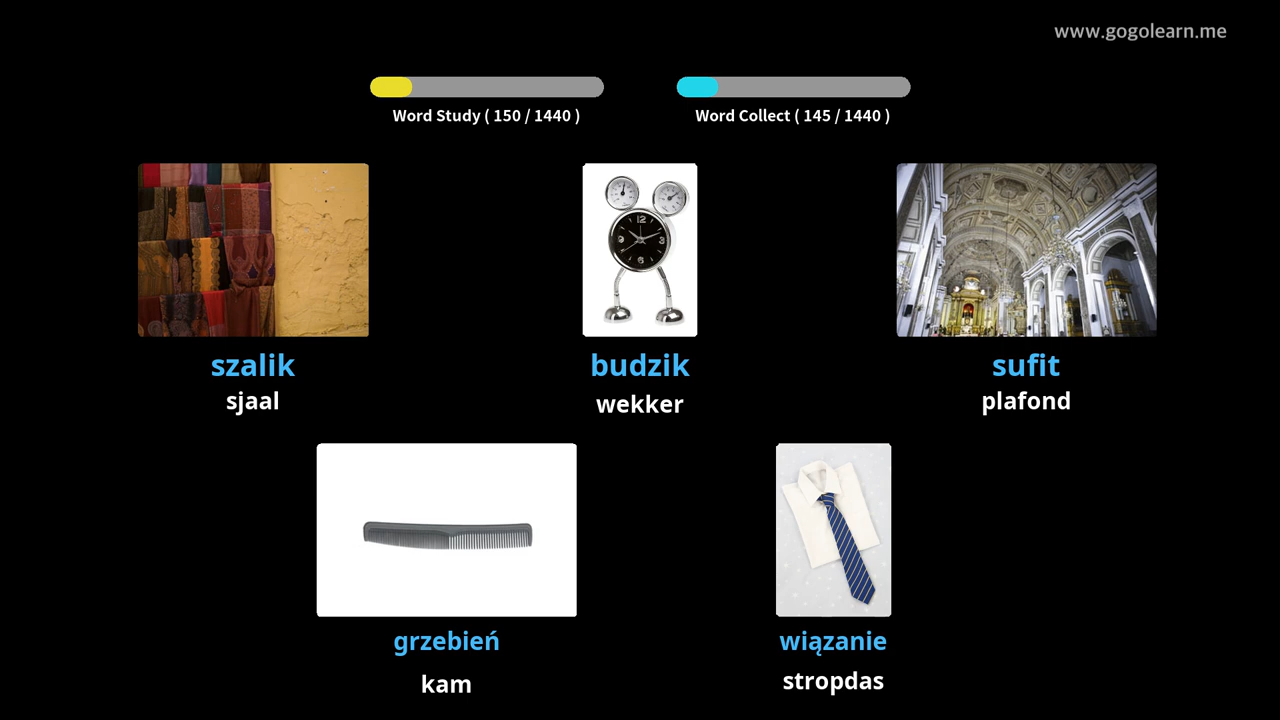 www.gogolearn.me
Word Study ( 150 / 1440 )
Word Collect ( 145 / 1440 )
szalik
sjaal
budzik
wekker
sufit
plafond
grzebień
kam
wiązanie
stropdas